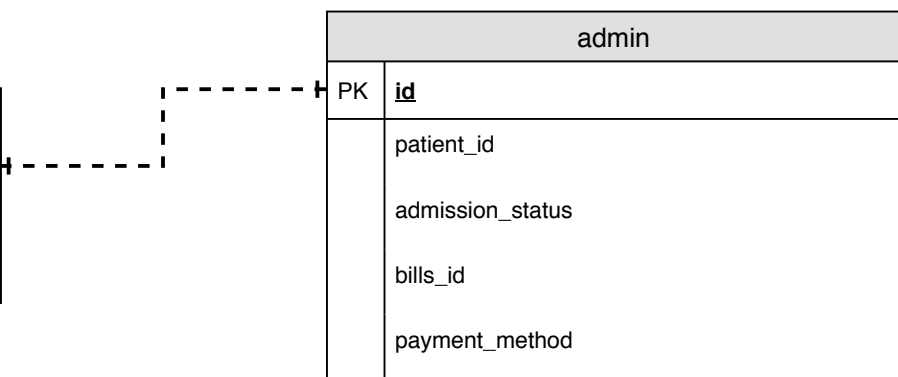 admin
PK id
patient_id
admission_status
bills_id
payment_method